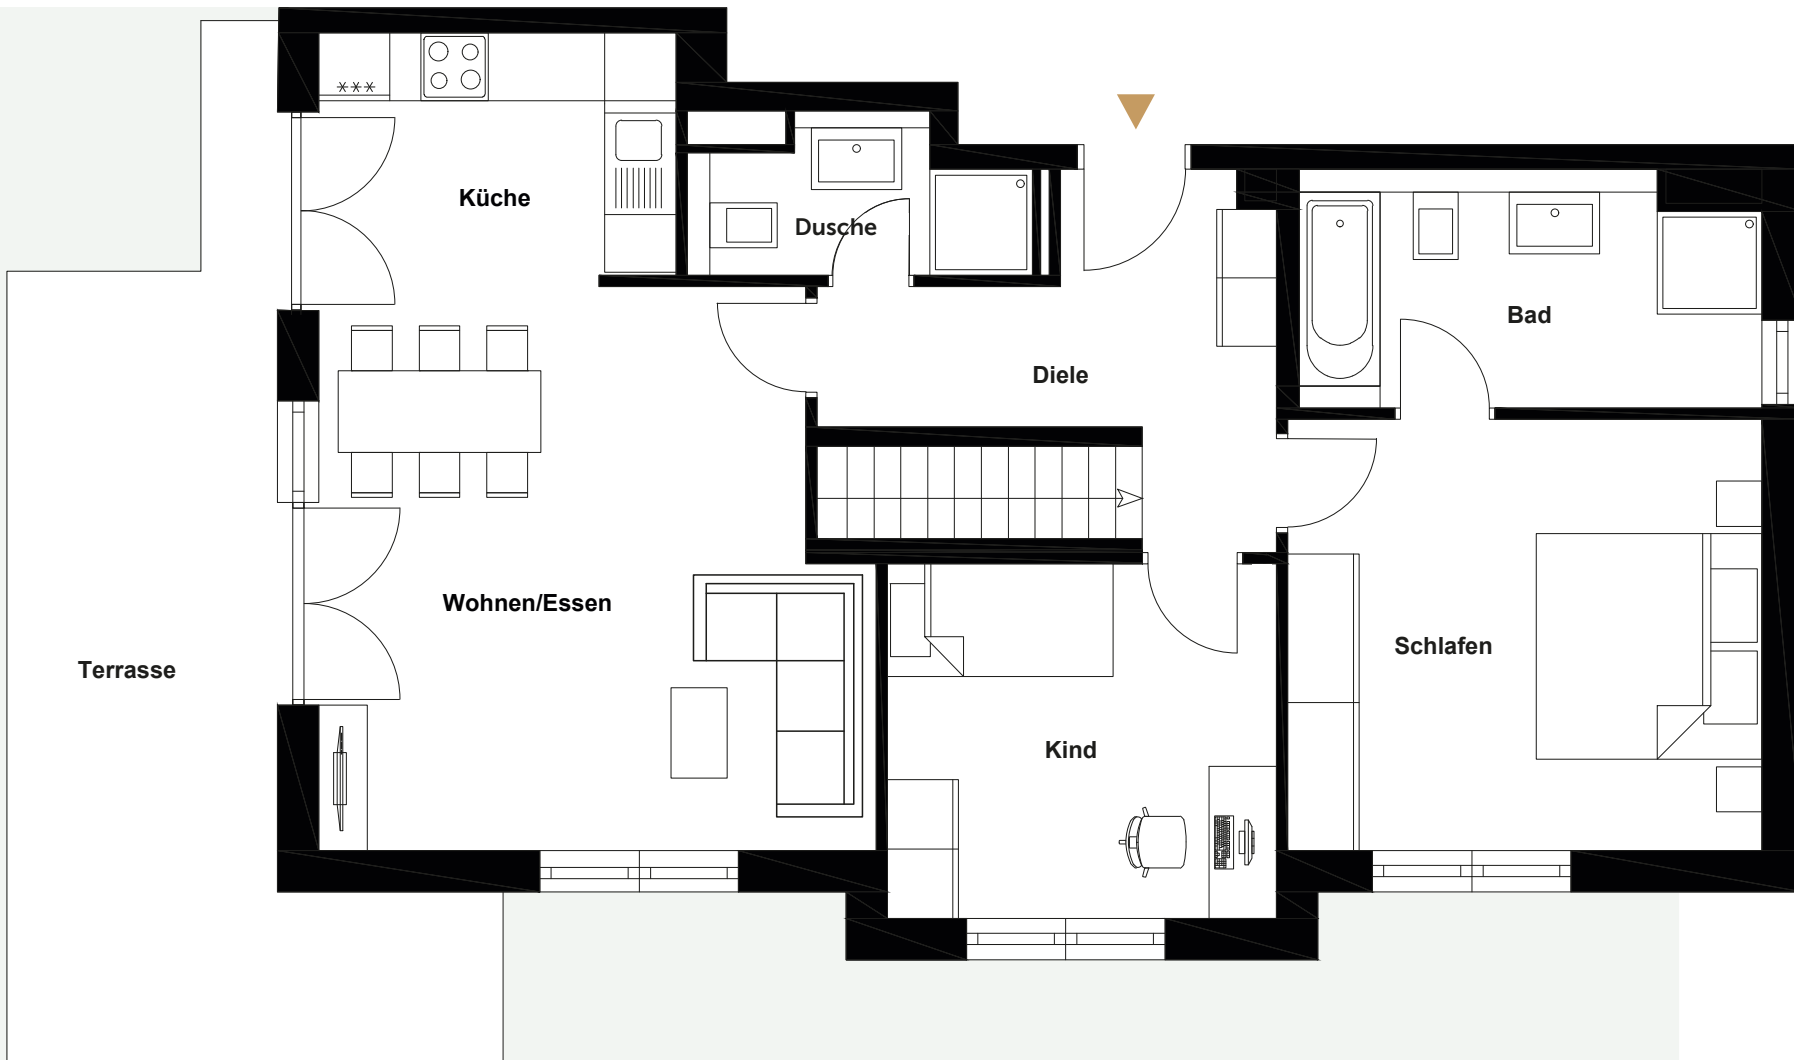 Küche
Dusche
Bad
Diele
Wohnen/Essen
Schlafen
Terrasse
Kind